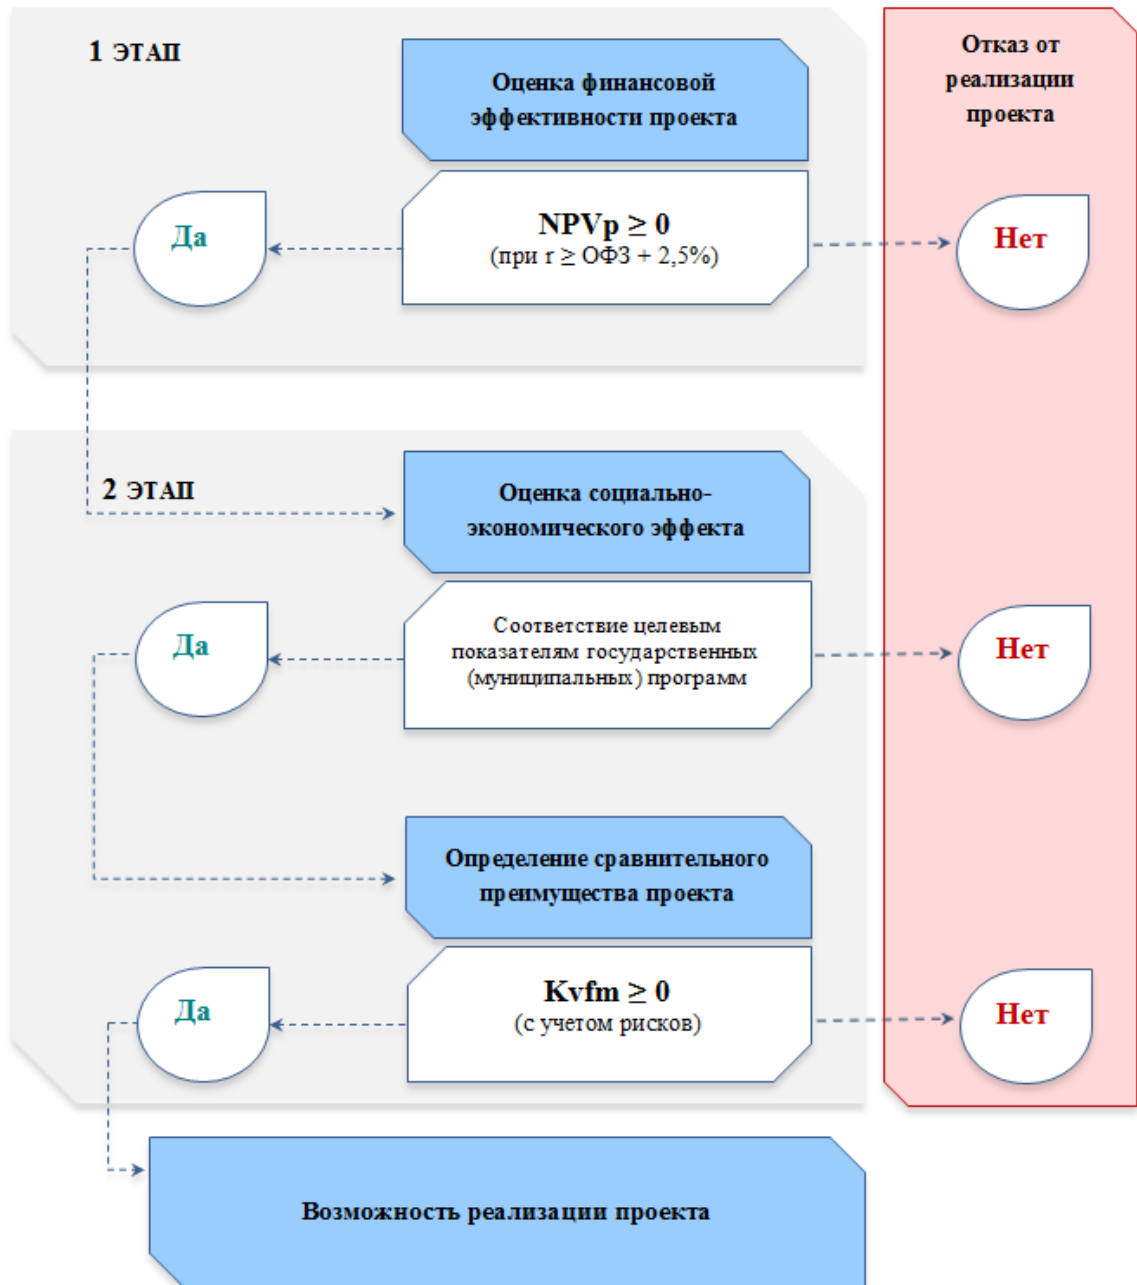 1 ЭТАП
Оценка финансовой
эффективности проекта
Отказ от
реализации
проекта
Да
NPVp ≥ 0
(при r ≥ ОФЗ + 2,5%)
Нет
2 ЭТАП
Оценка социально-
экономического эффекта
Да
Соответствие целевым
показателям государственных
(муниципальных) программ
Нет
Определение сравнительного
преимущества проекта
Да
Kvfm ≥ 0
(с учетом рисков)
Нет
Возможность реализации проекта